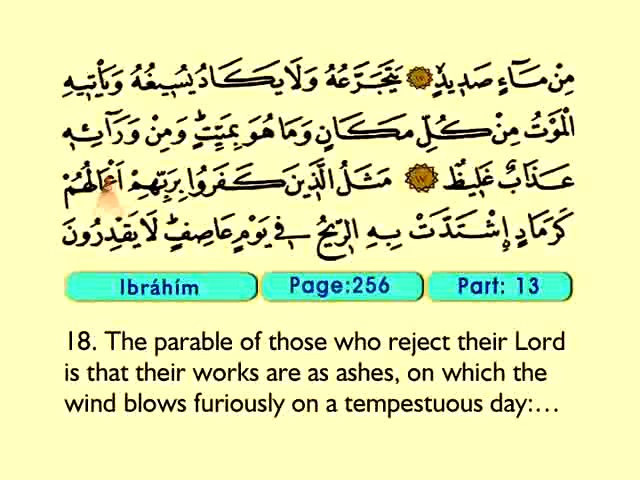 مِنْ مَآءٍ صَدٖيدٍۙ ﴿١٦﴾ يَتَجَرَّعُهُ وَلَا يَكَادُ يُسٖيغُهُ وَيَأْتٖيهِ
الْمَوْتُ مِنْ كُلِّ مَكَانٍ وَمَا هُوَ بِمَيِّتٍؕ وَمِنْ وَرَآئِهٖ
عَذَابٌ غَلٖيظٌ ﴿١٧﴾ مَثَلُ الَّذٖينَ كَفَرُوا بِرَبِّهِمْ اَعْمَالُهُمْ
كَرَمَادٍ اِشْتَدَّتْ بِهِ الرّٖيحُ فٖي يَوْمٍ عَاصِفٍؕ لَا يَقْدِرُونَ
Ibráhím Page:256 Part: 13
18. The parable of those who reject their Lord
is that their works are as ashes, on which the
wind blows furiously on a tempestuous day:...